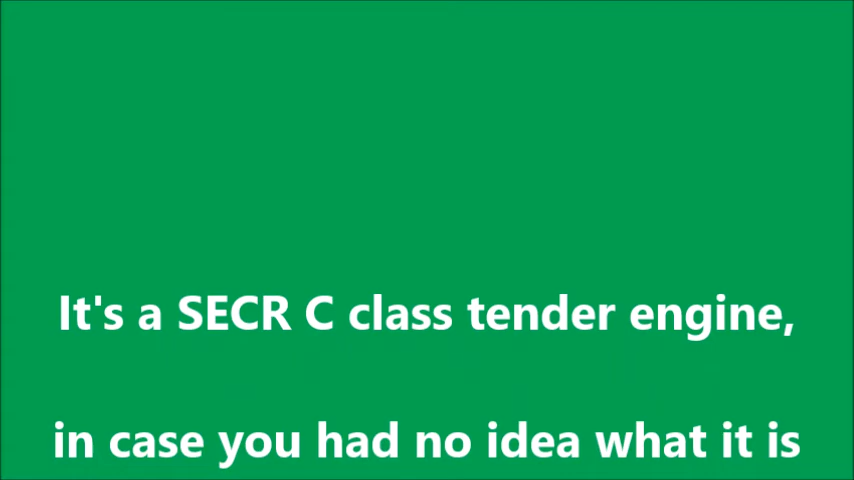 It's a SECR C class tender engine,
in case you had no idea what it is